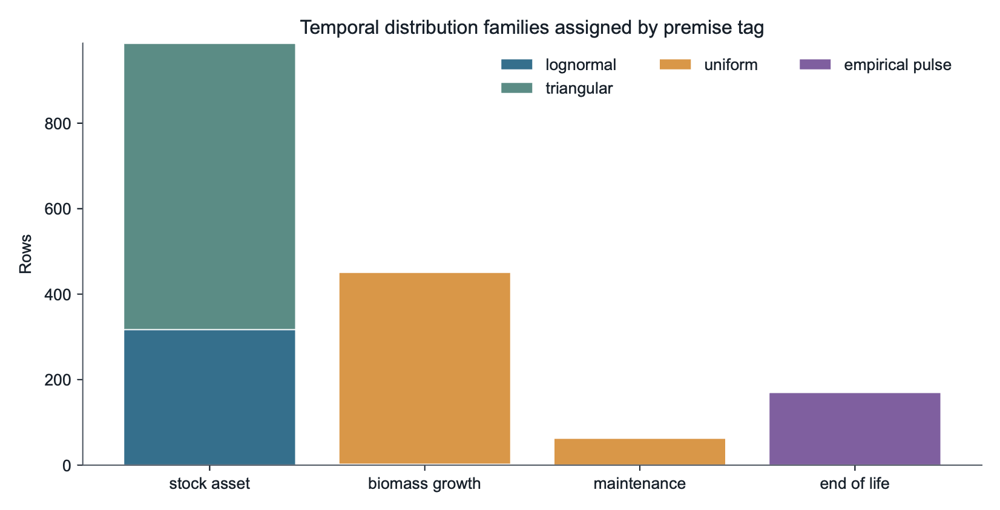 Temporal distribution families assigned by premise tag
lognormal uniform empirical pulse
triangular
800
600
400
200
0
Rows
stock asset biomass growth maintenance end of life